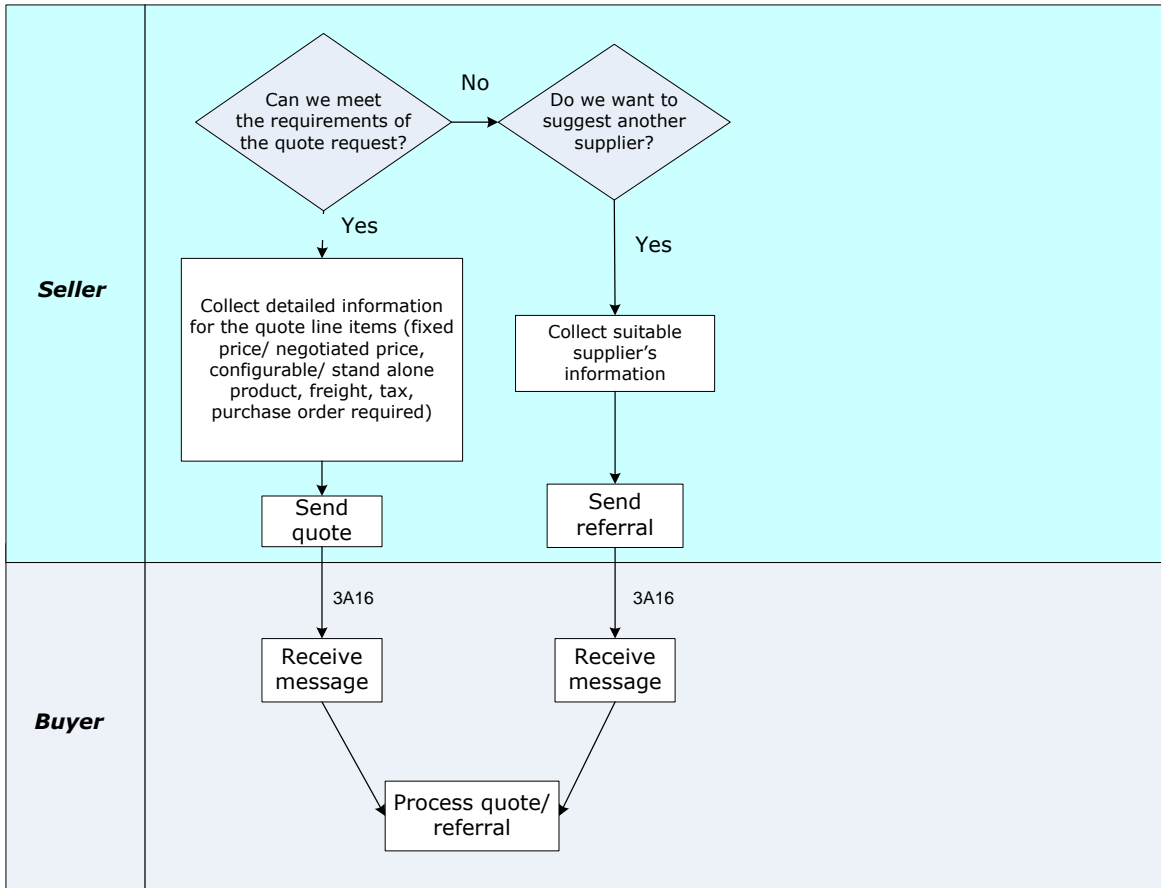 Can we meet
the requirements of
the quote request?
No
Do we want to
suggest another
supplier?
Yes
Yes
Seller
Collect detailed information
for the quote line items (fixed
price/ negotiated price,
configurable/ stand alone
product, freight, tax,
purchase order required)
Collect suitable
supplier’s
information
Send
quote
Send
referral
3A16
3A16
Receive
message
Receive
message
Buyer
Process quote/
referral